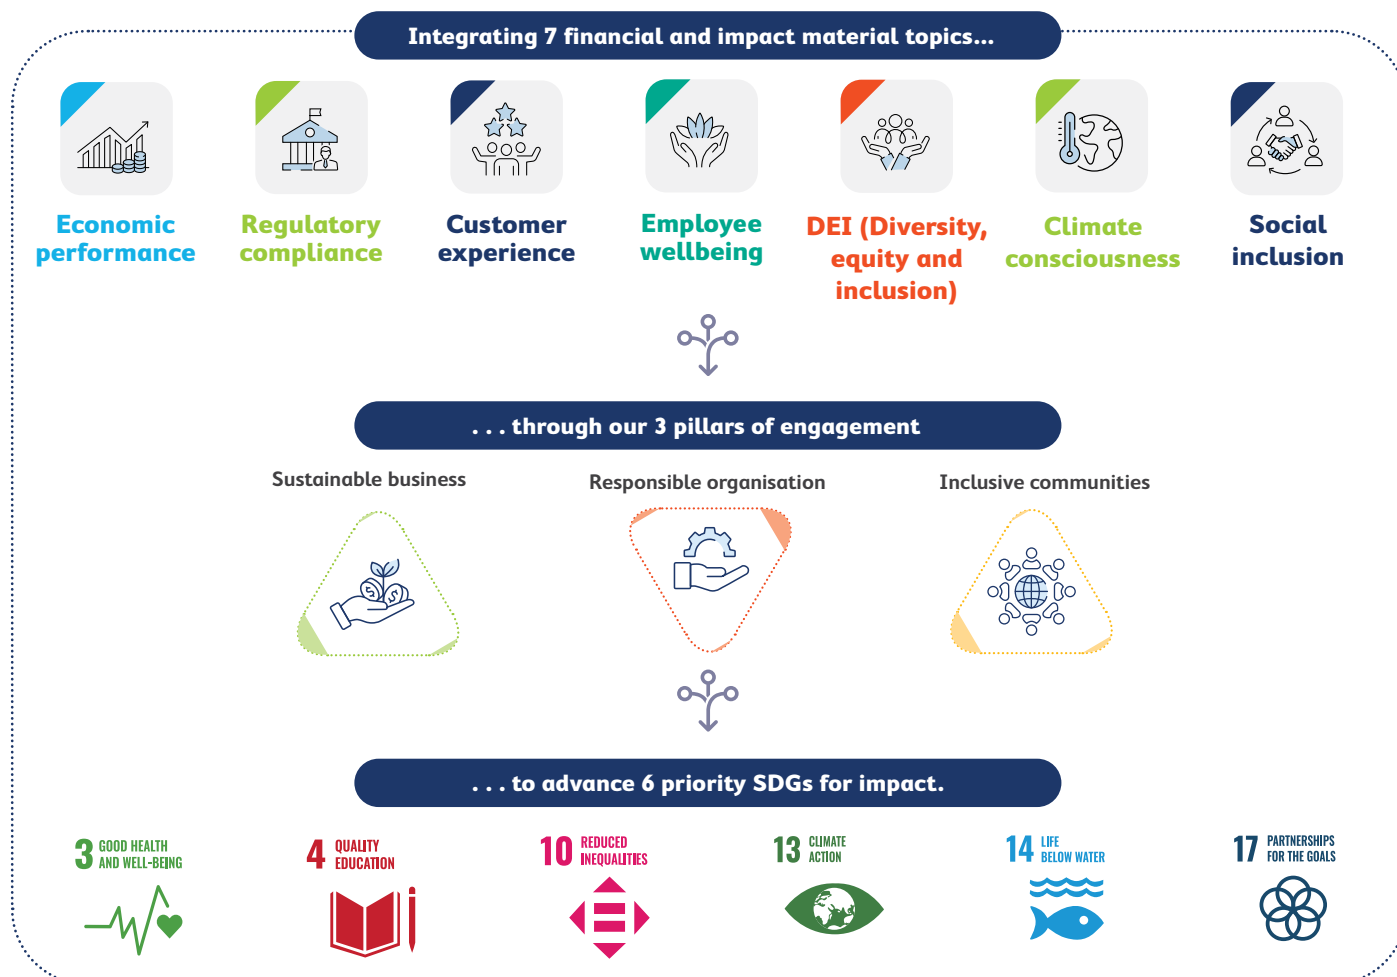 Integrating 7 financial and impact material topics...
Economic
performance
Regulatory
compliance
Customer
experience
Employee
wellbeing
DEI (Diversity,
equity and
inclusion)
Climate
consciousness
Social
inclusion
. . . through our 3 pillars of engagement
Sustainable business
Responsible organisation
Inclusive communities
. . . to advance 6 priority SDGs for impact.
3 GOOD HEALTH
AND WELL-BEING
4 QUALITY
EDUCATION
10 REDUCED
INEQUALITIES
13 CLIMATE
ACTION
14 LIFE
BELOW WATER
17 PARTNERSHIPS
FOR THE GOALS